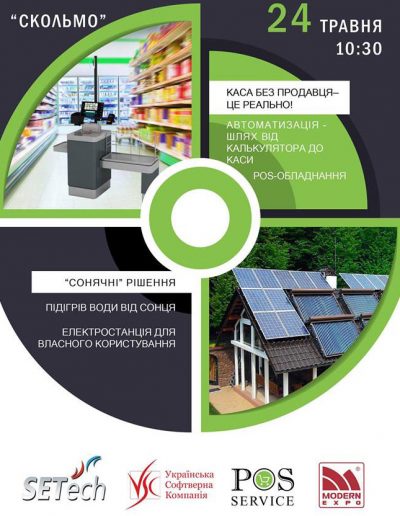 “СКОЛЬМО”
24 ТРАВНЯ
10:30
КАСА БЕЗ ПРОДАВЦЯ–
ЦЕ РЕАЛЬНО!
АВТОМАТИЗАЦІЯ -
ШЛЯХ ВІД
КАЛЬКУЛЯТОРА ДО
КАСИ
POS-ОБЛАДНАННЯ
“СОНЯЧНІ” РІШЕННЯ
ПІДІГРІВ ВОДИ ВІД СОНЦЯ
ЕЛЕКТРОСТАНЦІЯ ДЛЯ
ВЛАСНОГО КОРИСТУВАННЯ
SETech
УСК
Українська
Софтверна
Компанія
POS
SERVICE
MODERN
EXPO